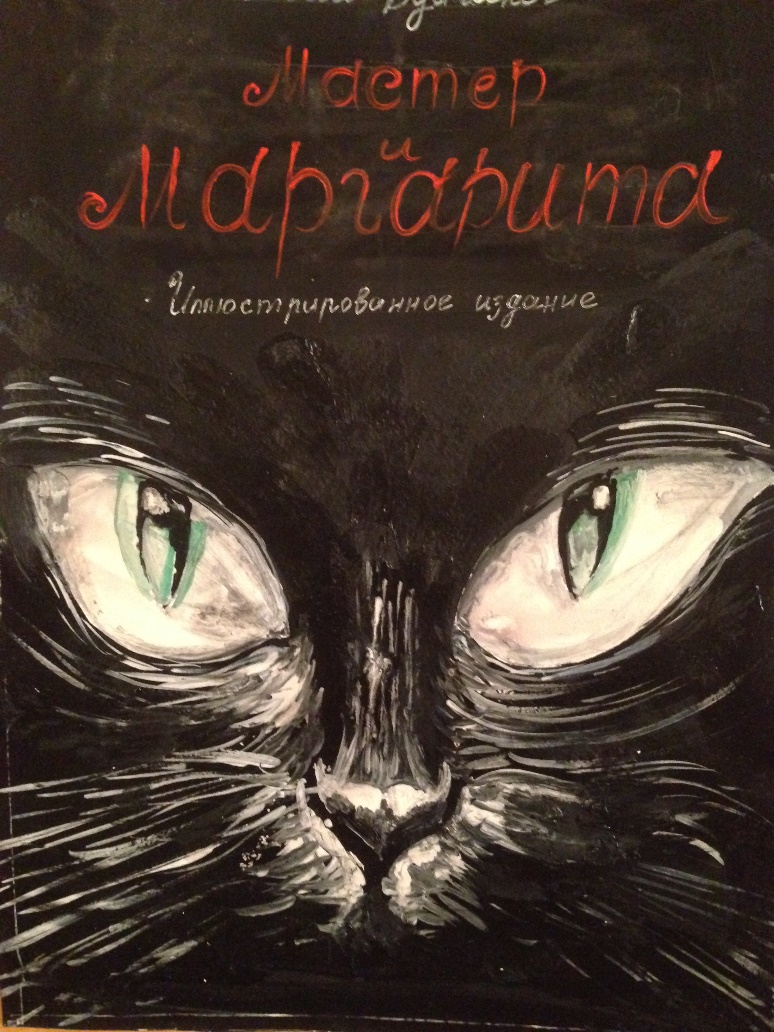 Мастер
и
Маргарита
Иллюстрированное издание